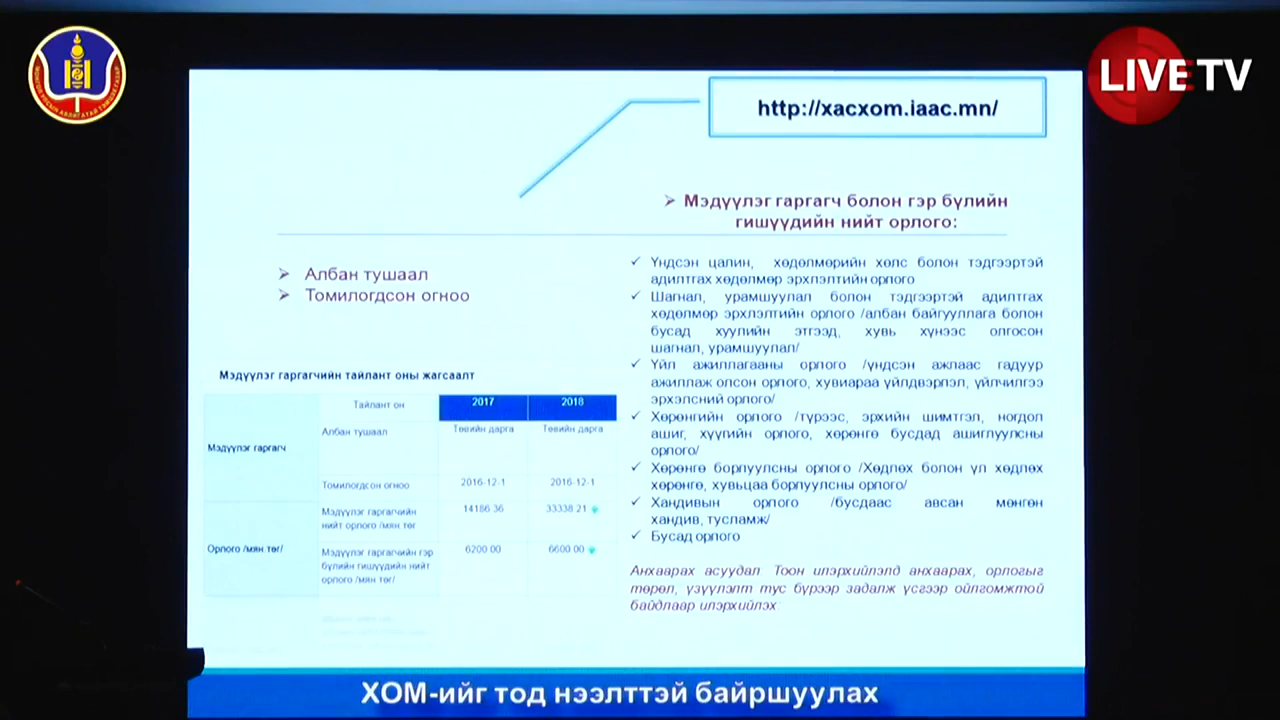 LIVE TV
http://xacxom.iaac.mn/
➢ Мэдүүлэг гаргагч болон гэр бүлийн
гишүүдийн нийт орлого:
➢ Албан тушаал
➢ Томилогдсон огноо
✓ Үндсэн цалин, хөдөлмөрийн хөлс болон тэдгээртэй
адилтгах хөдөлмөр эрхлэлтийн орлого
✓ Шагнал, урамшуулал болон тэдгээртэй адилтгах
хөдөлмөр эрхлэлтийн орлого /албан байгууллага болон
бусад хуулийн этгээд, хувь хүнээс олгосон
шагнал, урамшуулал/
✓ Үйл ажиллагааны орлого /үндсэн ажлаас гадуур
ажиллаж олсон орлого, хувиараа үйлдвэрлэл, үйлчилгээ
эрхэлсний орлого/
✓ Хөрөнгийн орлого /түрээс, эрхийн шимтгэл, ногдол
ашиг, хүүгийн орлого, хөрөнгө бусдад ашиглуулсны
орлого/
✓ Хөрөнгө борлуулсны орлого /Хөдлөх болон үл хөдлөх
хөрөнгө, хувьцаа борлуулсны орлого/
✓ Хандивын орлого /бусдаас авсан мөнгөн
хандив, тусламж/
✓ Бусад орлого
Анхаарах асуудал Тоон илэрхийлэлд анхаарах, орлогыг
төрөл, үзүүлэлт тус бүрээр задалж үсгээр ойлгомжтой
байдлаар илэрхийлэх
Мэдүүлэг гаргагчийн тайлант оны жагсаалт
Тайлант он 2017 2018
Мэдүүлэг гаргагч
Албан тушаал Төвийн дарга Төвийн дарга
Томилогдсон огноо 2016-12-1 2016-12-1
Орлого /мян төг/
Мэдүүлэг гаргагчийн 14186.36 33338.21
нийт орлого /мян төг
Мэдүүлэг гаргагчийн гэр 6200.00 6600.00
бүлийн гишүүдийн нийт
орлого /мян төг/
ХОМ-ийг тод нээлттэй байршуулах